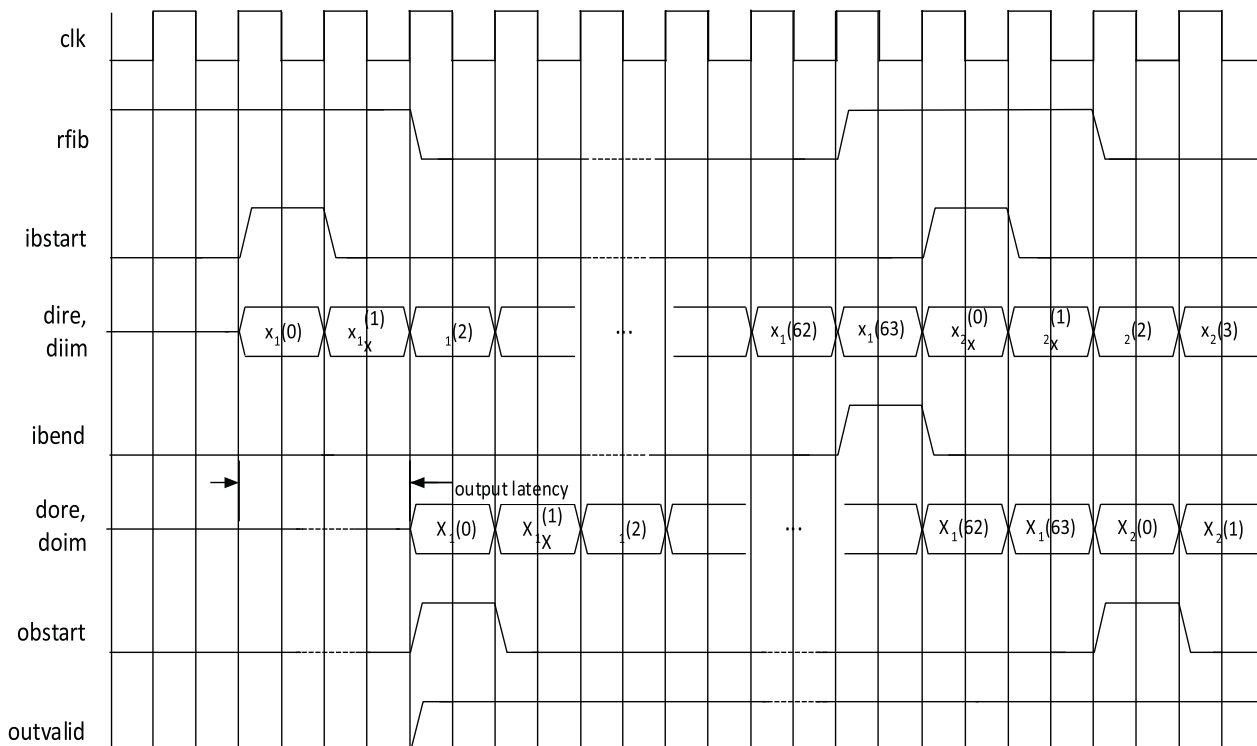 clk
rfib
ibstart
dire,
diim
x1(0)
x1(1)
x
1(2)
...
x1(62)
x1(63)
x2(0)
x
2(1)
x
2(2)
x2(3)
ibend
output latency
dore,
doim
X1(0)
X1(1)
X
1(2)
...
X1(62)
X1(63)
X2(0)
X2(1)
obstart
outvalid